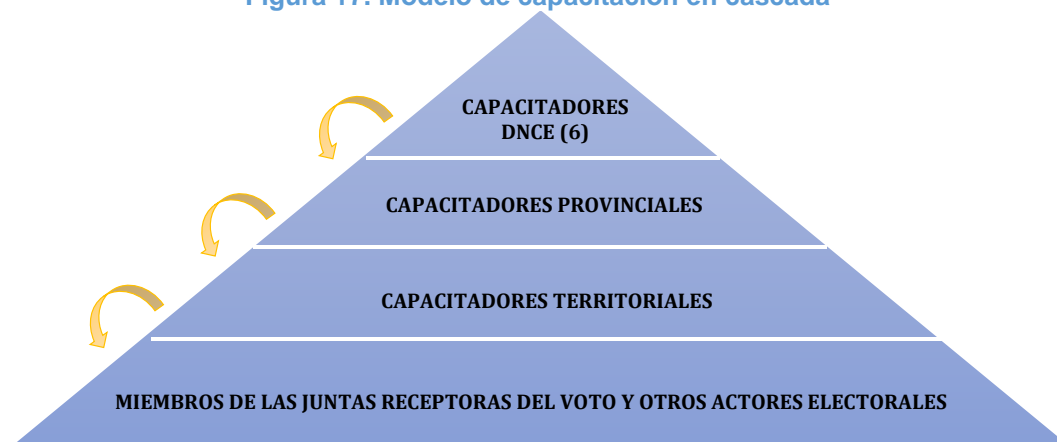 Figura 17. Modelo de capacitación en cascada
CAPACITADORES
DNCE (6)
CAPACITADORES PROVINCIALES
CAPACITADORES TERRITORIALES
MIEMBROS DE LAS JUNTAS RECEPTORAS DEL VOTO Y OTROS ACTORES ELECTORALES